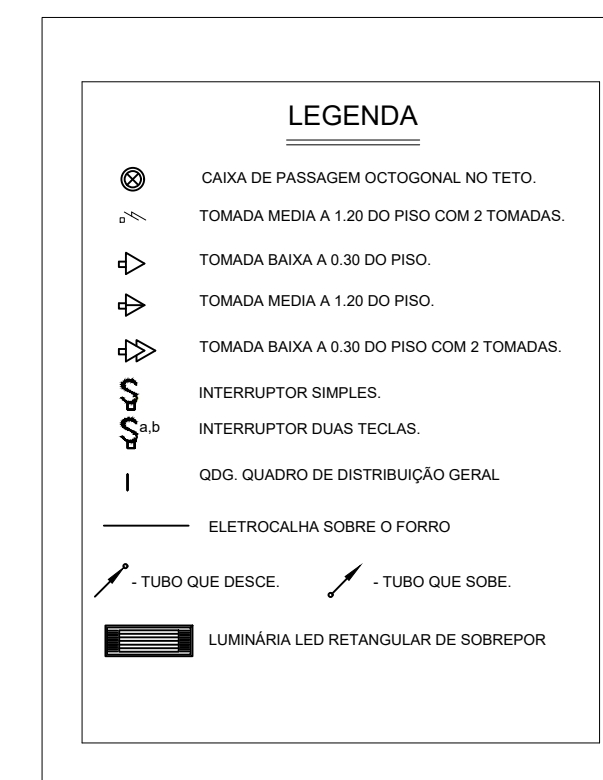 LEGENDA
CAIXA DE PASSAGEM OCTOGONAL NO TETO.
TOMADA MEDIA A 1.20 DO PISO COM 2 TOMADAS.
TOMADA BAIXA A 0.30 DO PISO.
TOMADA MEDIA A 1.20 DO PISO.
TOMADA BAIXA A 0.30 DO PISO COM 2 TOMADAS.
S INTERRUPTOR SIMPLES.
S a,b INTERRUPTOR DUAS TECLAS.
QDG. QUADRO DE DISTRIBUIÇÃO GERAL
ELETROCALHA SOBRE O FORRO
- TUBO QUE DESCE. - TUBO QUE SOBE.
LUMINÁRIA LED RETANGULAR DE SOBREPOR